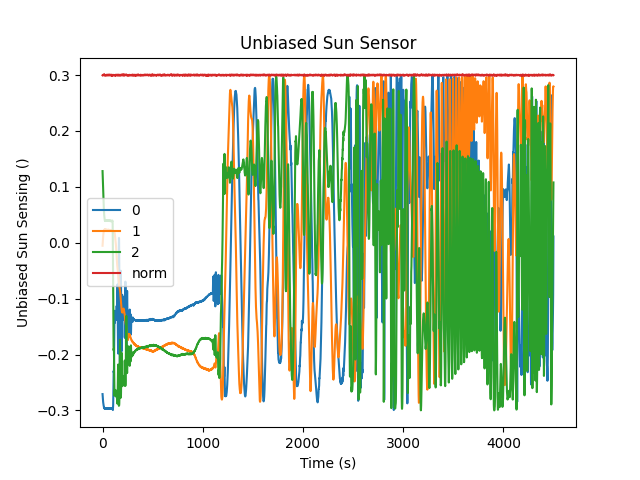 Unbiased Sun Sensor
0.3
0.2
0.1
0.0
−0.1
−0.2
−0.3
Unbiased Sun Sensing ()
0
1
2
norm
0 1000 2000 3000 4000
Time (s)